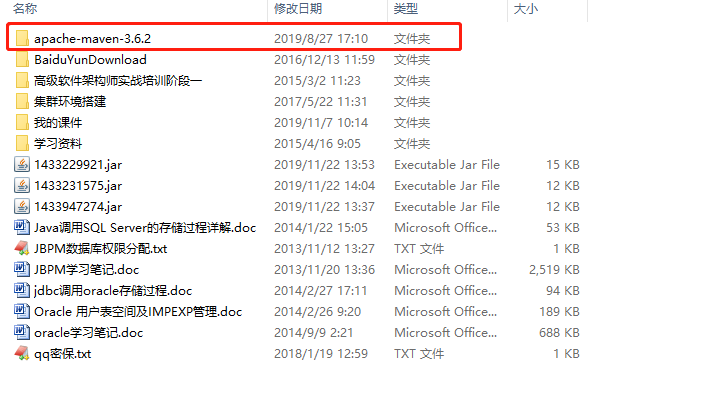 名称 修改日期 类型 大小
apache-maven-3.6.2 2019/8/27 17:10 文件夹
BaiduYunDownload 2016/12/13 11:59 文件夹
高级软件架构师实战培训阶段一 2015/3/2 11:23 文件夹
集群环境搭建 2017/5/22 11:31 文件夹
我的课件 2019/11/7 10:14 文件夹
学习资料 2015/4/16 9:05 文件夹
1433229921.jar 2019/11/22 13:53 Executable Jar File 15 KB
1433231575.jar 2019/11/22 14:04 Executable Jar File 12 KB
1433947274.jar 2019/11/22 13:37 Executable Jar File 12 KB
Java调用SQL Server的存储过程详解.doc 2014/1/22 15:05 Microsoft Office... 53 KB
JBPM数据库权限分配.txt 2013/11/12 13:27 TXT 文件 1 KB
JBPM学习笔记.doc 2013/11/20 13:36 Microsoft Office... 2,519 KB
jdbc调用oracle存储过程.doc 2014/2/27 17:11 Microsoft Office... 94 KB
Oracle 用户表空间及IMPEXP管理.doc 2014/2/26 9:20 Microsoft Office... 189 KB
oracle学习笔记.doc 2014/9/9 2:21 Microsoft Office... 688 KB
qq密保.txt 2018/1/19 12:59 TXT 文件 1 KB